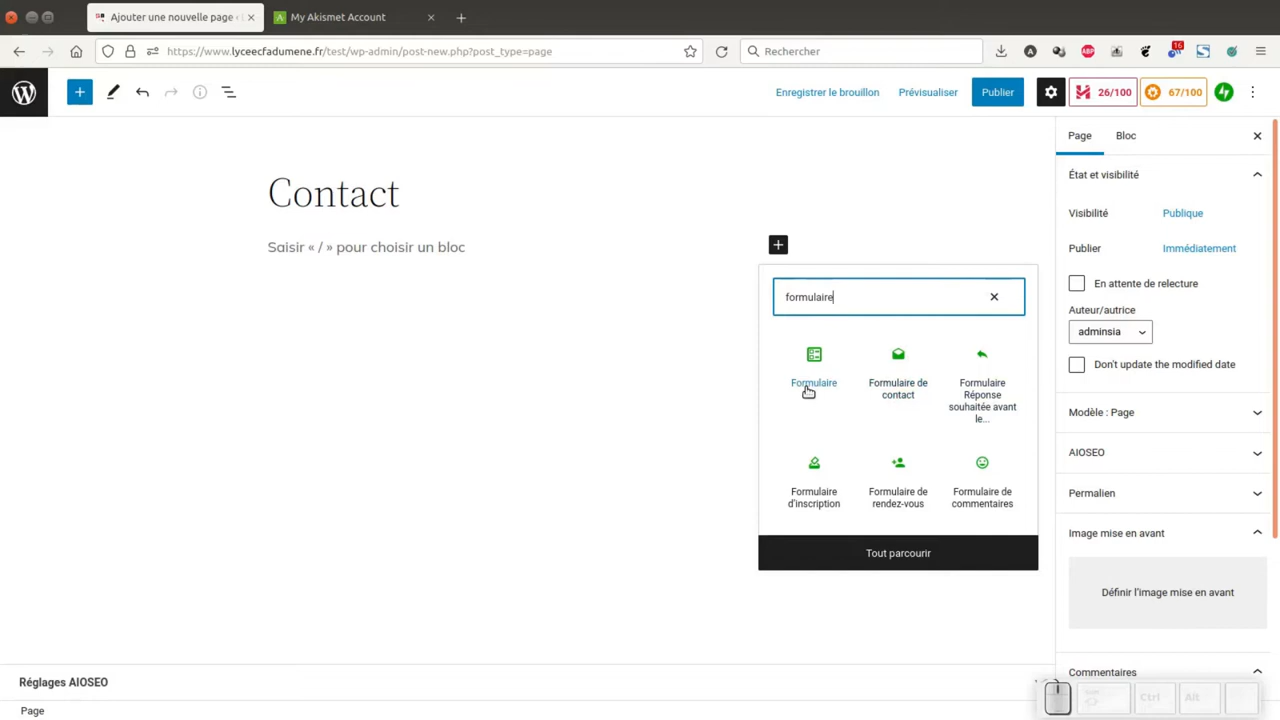 Ajouter une nouvelle page
My Akismet Account
https://www.lyceecfadumene.fr/test/wp-admin/post-new.php?post_type=page
Rechercher
A
ABP
16
Enregistrer le brouillon
Prévisualiser
Publier
26/100
67/100
Contact
Saisir « / » pour choisir un bloc
formulaire
Formulaire
Formulaire de
contact
Formulaire
Réponse
souhaitée avant
le...
Formulaire
d'inscription
Formulaire de
rendez-vous
Formulaire de
commentaires
Tout parcourir
Page
Bloc
État et visibilité
Visibilité
Publique
Publier
Immédiatement
En attente de relecture
Auteur/autrice
adminsia
Don't update the modified date
Modèle : Page
AIOSEO
Permalien
Image mise en avant
Définir l'image mise en avant
Commentaires
Réglages AIOSEO
Page
Ctrl
Alt